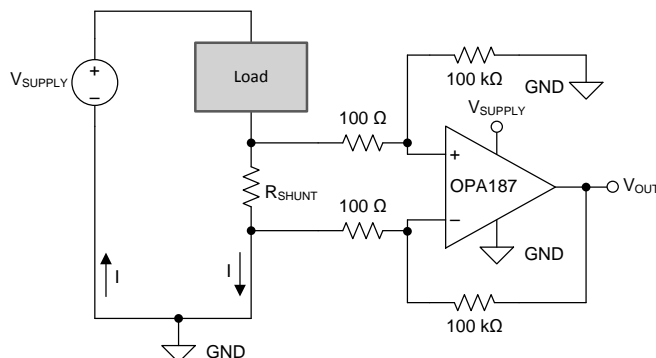 100 kΩ
GND
VSUPPLY
+
−
Load
100 Ω
VSUPPLY
+
OPA187
−
VOUT
RSHUNT
100 Ω
GND
I
I
100 kΩ
GND